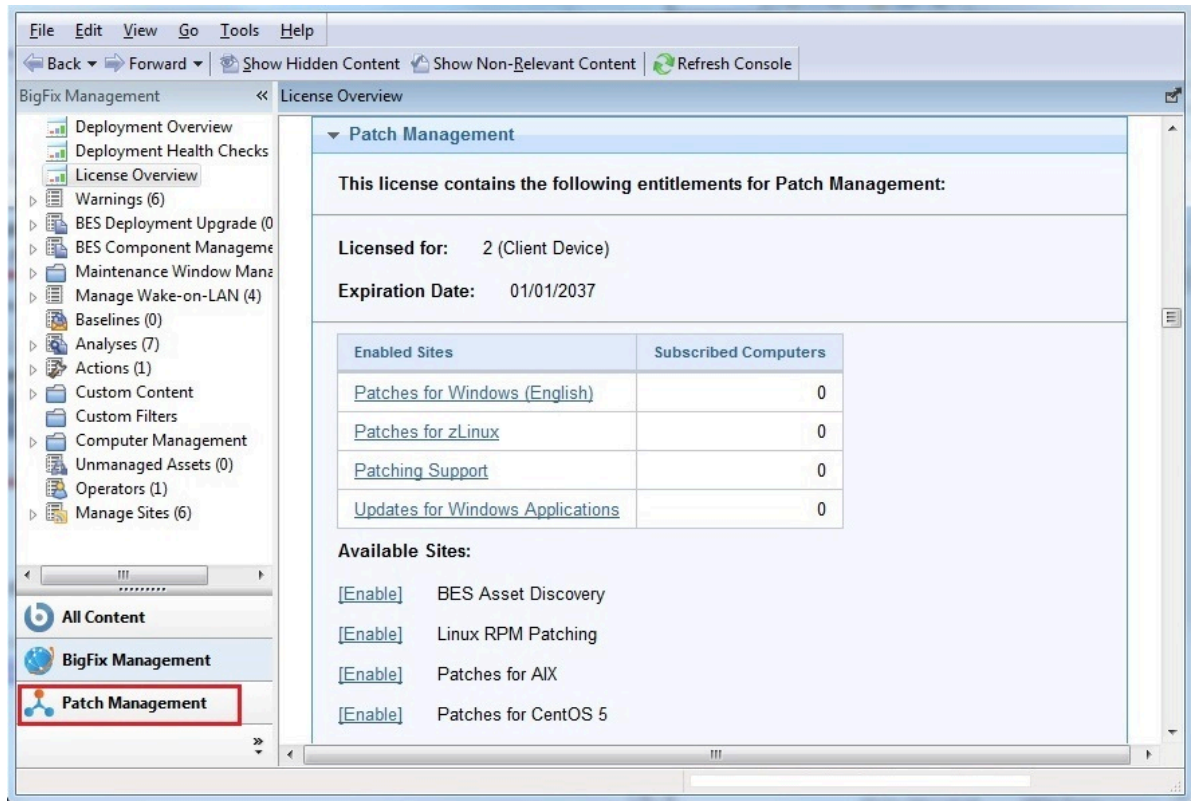 File Edit View Go Tools Help
Back Forward Show Hidden Content Show Non-Relevant Content Refresh Console
BigFix Management « License Overview
Deployment Overview
Deployment Health Checks
License Overview
Warnings (6)
BES Deployment Upgrade (0
BES Component Manageme
Maintenance Window Mana
Manage Wake-on-LAN (4)
Baselines (0)
Analyses (7)
Actions (1)
Custom Content
Custom Filters
Computer Management
Unmanaged Assets (0)
Operators (1)
Manage Sites (6)
All Content
BigFix Management
Patch Management
»
Patch Management
This license contains the following entitlements for Patch Management:
Licensed for: 2 (Client Device)
Expiration Date: 01/01/2037
Enabled Sites Subscribed Computers
Patches for Windows (English) 0
Patches for zLinux 0
Patching Support 0
Updates for Windows Applications 0
Available Sites:
[Enable] BES Asset Discovery
[Enable] Linux RPM Patching
[Enable] Patches for AIX
[Enable] Patches for CentOS 5